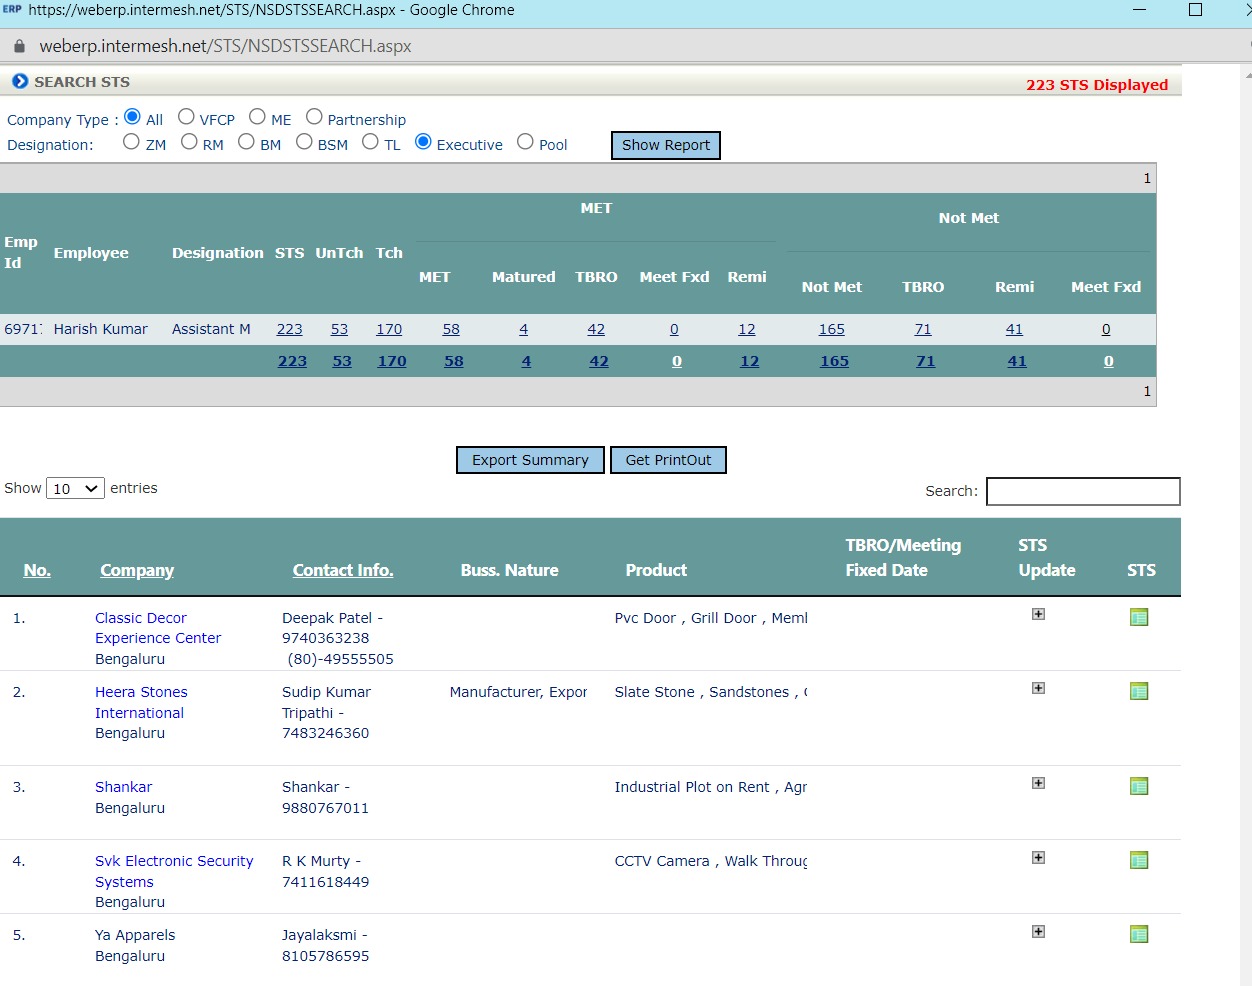 ERP https://weberp.intermesh.net/STS/NSDSTSSEARCH.aspx - Google Chrome
weberp.intermesh.net/STS/NSDSTSSEARCH.aspx
SEARCH STS
223 STS Displayed
Company Type : All VFCP ME Partnership
Designation: ZM RM BM BSM TL Executive Pool Show Report
1
MET
Not Met
Emp Id Employee Designation STS UnTch Tch
MET Matured TBRO Meet Fxd Remi
Not Met TBRO Remi Meet Fxd
6971 Harish Kumar Assistant M 223 53 170 58 4 42 0 12 165 71 41 0
223 53 170 58 4 42 0 12 165 71 41 0
1
Export Summary Get PrintOut
Show 10 entries
Search:
No. Company Contact Info. Buss. Nature Product TBRO/Meeting Fixed Date STS Update STS
1. Classic Decor Deepak Patel - Pvc Door , Grill Door , Meml
Experience Center 9740363238
Bengaluru (80)-49555505
2. Heera Stones Sudip Kumar Manufacturer, Expor Slate Stone , Sandstones ,
International Tripathi -
Bengaluru 7483246360
3. Shankar Shankar - Industrial Plot on Rent , Agr
Bengaluru 9880767011
4. Svk Electronic Security R K Murty - CCTV Camera , Walk Throug
Systems 7411618449
Bengaluru
5. Ya Apparels Jayalaksmi -
Bengaluru 8105786595